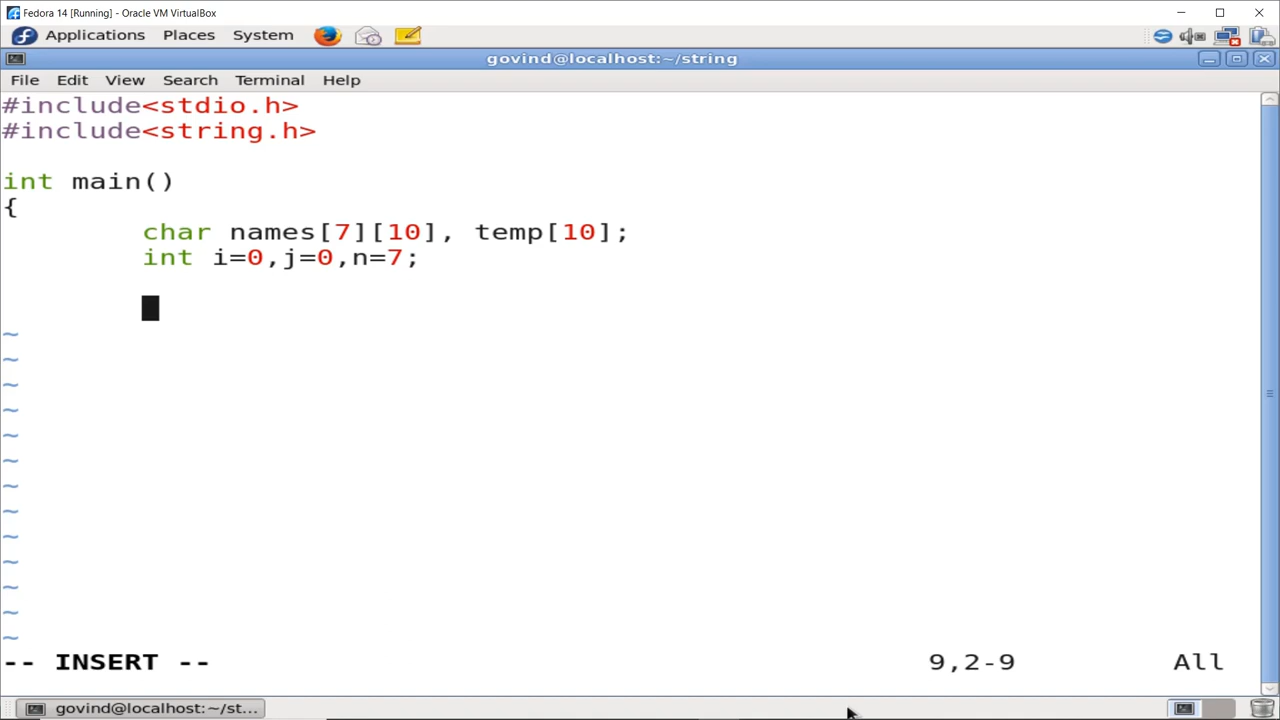 Fedora 14 [Running] - Oracle VM VirtualBox
Applications Places System
govind@localhost:~/string
File Edit View Search Terminal Help
#include<stdio.h>
#include<string.h>
int main()
{
char names[7][10], temp[10];
int i=0,j=0,n=7;
~
~
~
~
~
~
~
~
~
~
~
~
~
-- INSERT -- 9,2-9 All
govind@localhost:~/st...